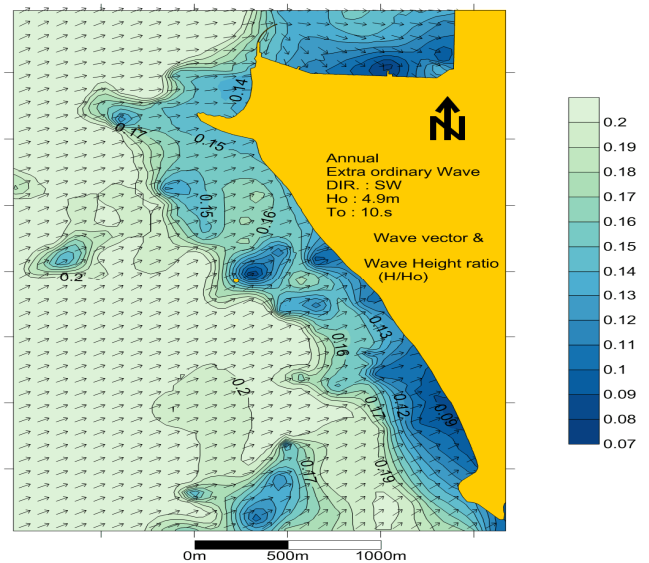 0.14
0.17
0.15
N
Annual
Extra ordinary Wave
DIR. : SW
Ho : 4.9m
To : 10.s
Wave vector &
Wave Height ratio
(H/Ho)
0.15
0.16
0.2
0.13
0.16
0.2
0.17
0.12
0.09
0.17
0.19
0m
500m
1000m
0.2
0.19
0.18
0.17
0.16
0.15
0.14
0.13
0.12
0.11
0.1
0.09
0.08
0.07